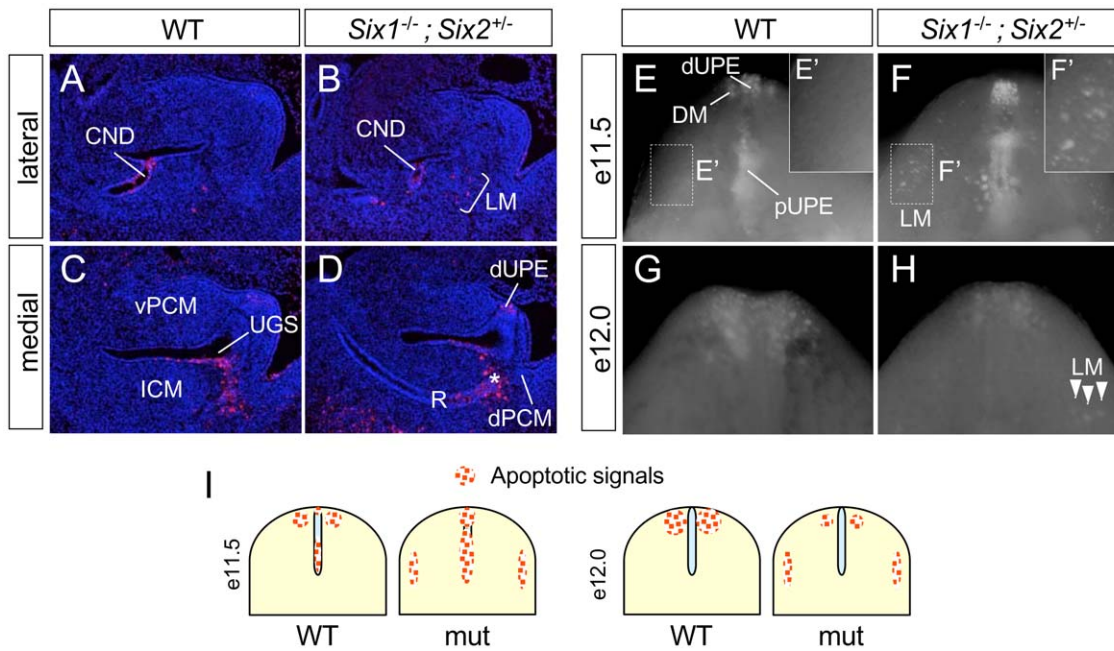 WT
Six1-/- ; Six2+/-
WT
Six1-/- ; Six2+/-
lateral
medial
A
CND
B
CND
LM
C
vPCM
UGS
ICM
D
dUPE
*
R
dPCM
e11.5
e12.0
E
dUPE
DM
E'
E'
pUPE
F
F'
F'
LM
G
H
LM
I
Apoptotic signals
e11.5
WT
mut
e12.0
WT
mut